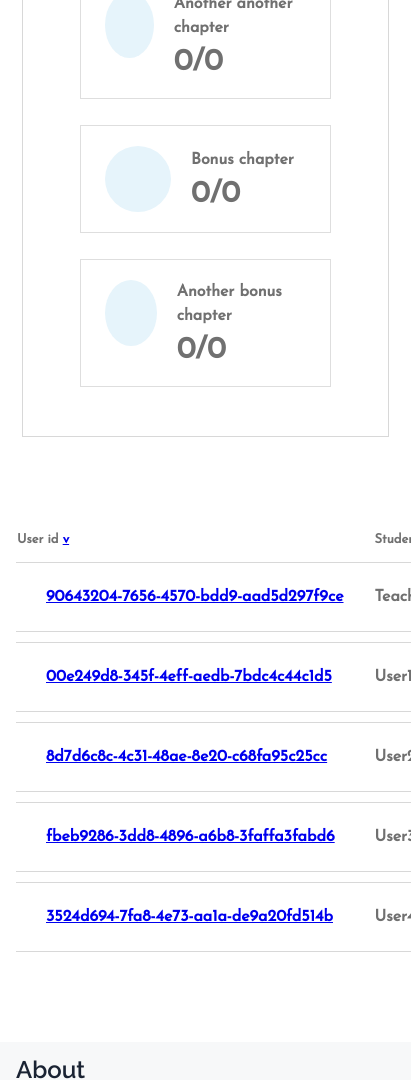 Another another
chapter
0/0
Bonus chapter
0/0
Another bonus
chapter
0/0
User id v Studen
90643204-7656-4570-bdd9-aad5d297f9ce Teach
00e249d8-345f-4eff-aedb-7bdc4c44c1d5 User1
8d7d6c8c-4c31-48ae-8e20-c68fa95c25cc User2
fbeb9286-3dd8-4896-a6b8-3faffa3fabd6 User3
3524d694-7fa8-4e73-aa1a-de9a20fd514b User4
About